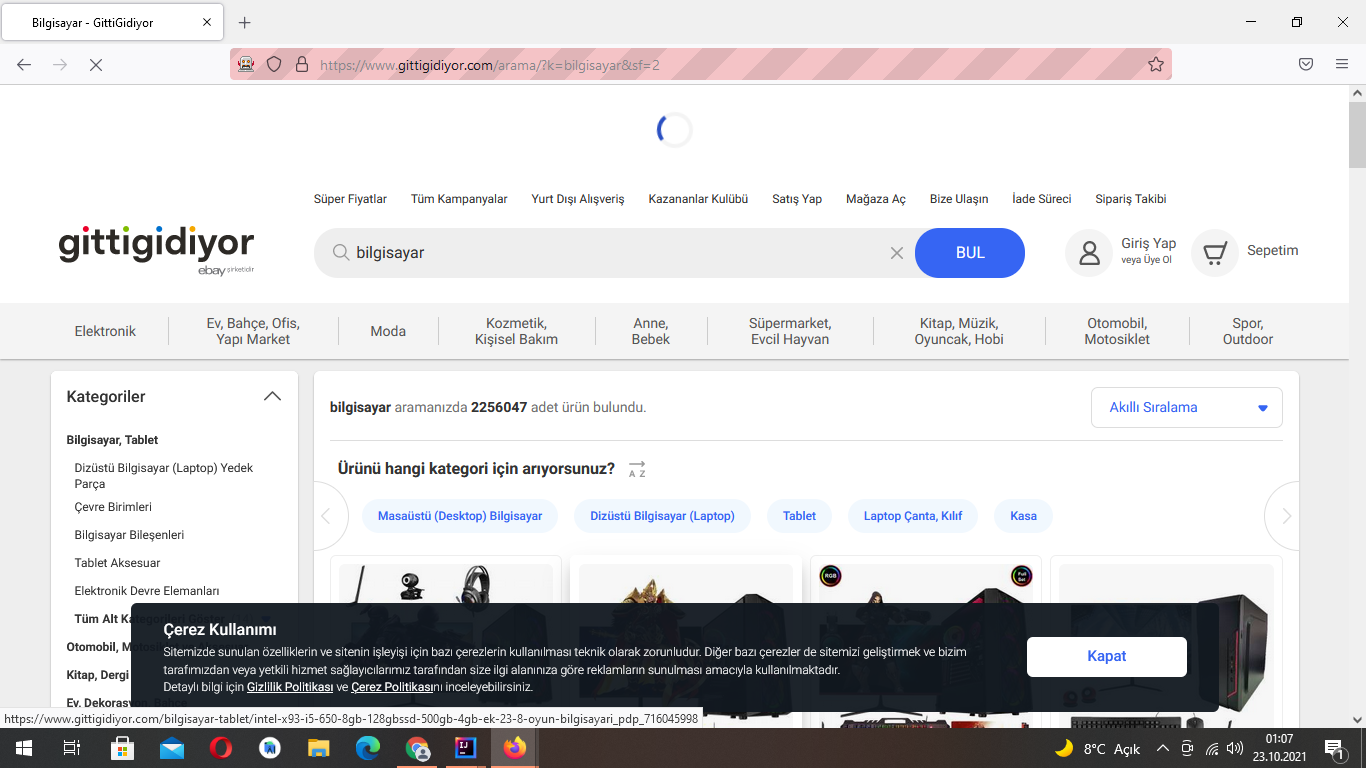 Bilgisayar - GittiGidiyor
https://www.gittigidiyor.com/arama/?k=bilgisayar&sf=2
Süper Fiyatlar Tüm Kampanyalar Yurt Dışı Alışveriş Kazananlar Kulübü Satış Yap Mağaza Aç Bize Ulaşın İade Süreci Sipariş Takibi
gittigidiyor
ebay şirketidir
bilgisayar
BUL
Giriş Yap
veya Üye Ol
Sepetim
Elektronik
Ev, Bahçe, Ofis,
Yapı Market
Moda
Kozmetik,
Kişisel Bakım
Anne,
Bebek
Süpermarket,
Evcil Hayvan
Kitap, Müzik,
Oyuncak, Hobi
Otomobil,
Motosiklet
Spor,
Outdoor
Kategoriler
Bilgisayar, Tablet
Dizüstü Bilgisayar (Laptop) Yedek
Parça
Çevre Birimleri
Bilgisayar Bileşenleri
Tablet Aksesuar
Elektronik Devre Elemanları
Tüm Alt Kategorileri
Otomobil,
Kitap, Dergi
Ev, Dekorasyon, Bahçe
bilgisayar aramanızda 2256047 adet ürün bulundu.
Akıllı Sıralama
Ürünü hangi kategori için arıyorsunuz?
A Z
Masaüstü (Desktop) Bilgisayar Dizüstü Bilgisayar (Laptop) Tablet Laptop Çanta, Kılıf Kasa
RGB
Full
Set
Çerez Kullanımı
Sitemizde sunulan özelliklerin ve sitenin işleyişi için bazı çerezlerin kullanılması teknik olarak zorunludur. Diğer bazı çerezler de sitemizi geliştirmek ve bizim
tarafımızdan veya yetkili hizmet sağlayıcılarımız tarafından size ilgi alanınıza göre reklamların sunulması amacıyla kullanılmaktadır.
Detaylı bilgi için Gizlilik Politikası ve Çerez Politikasını inceleyebilirsiniz.
Kapat
https://www.gittigidiyor.com/bilgisayar-tablet/intel-x93-i5-650-8gb-128gbssd-500gb-4gb-ek-23-8-oyun-bilgisayari_pdp_716045998
IJ
8°C Açık
01:07
23.10.2021
1